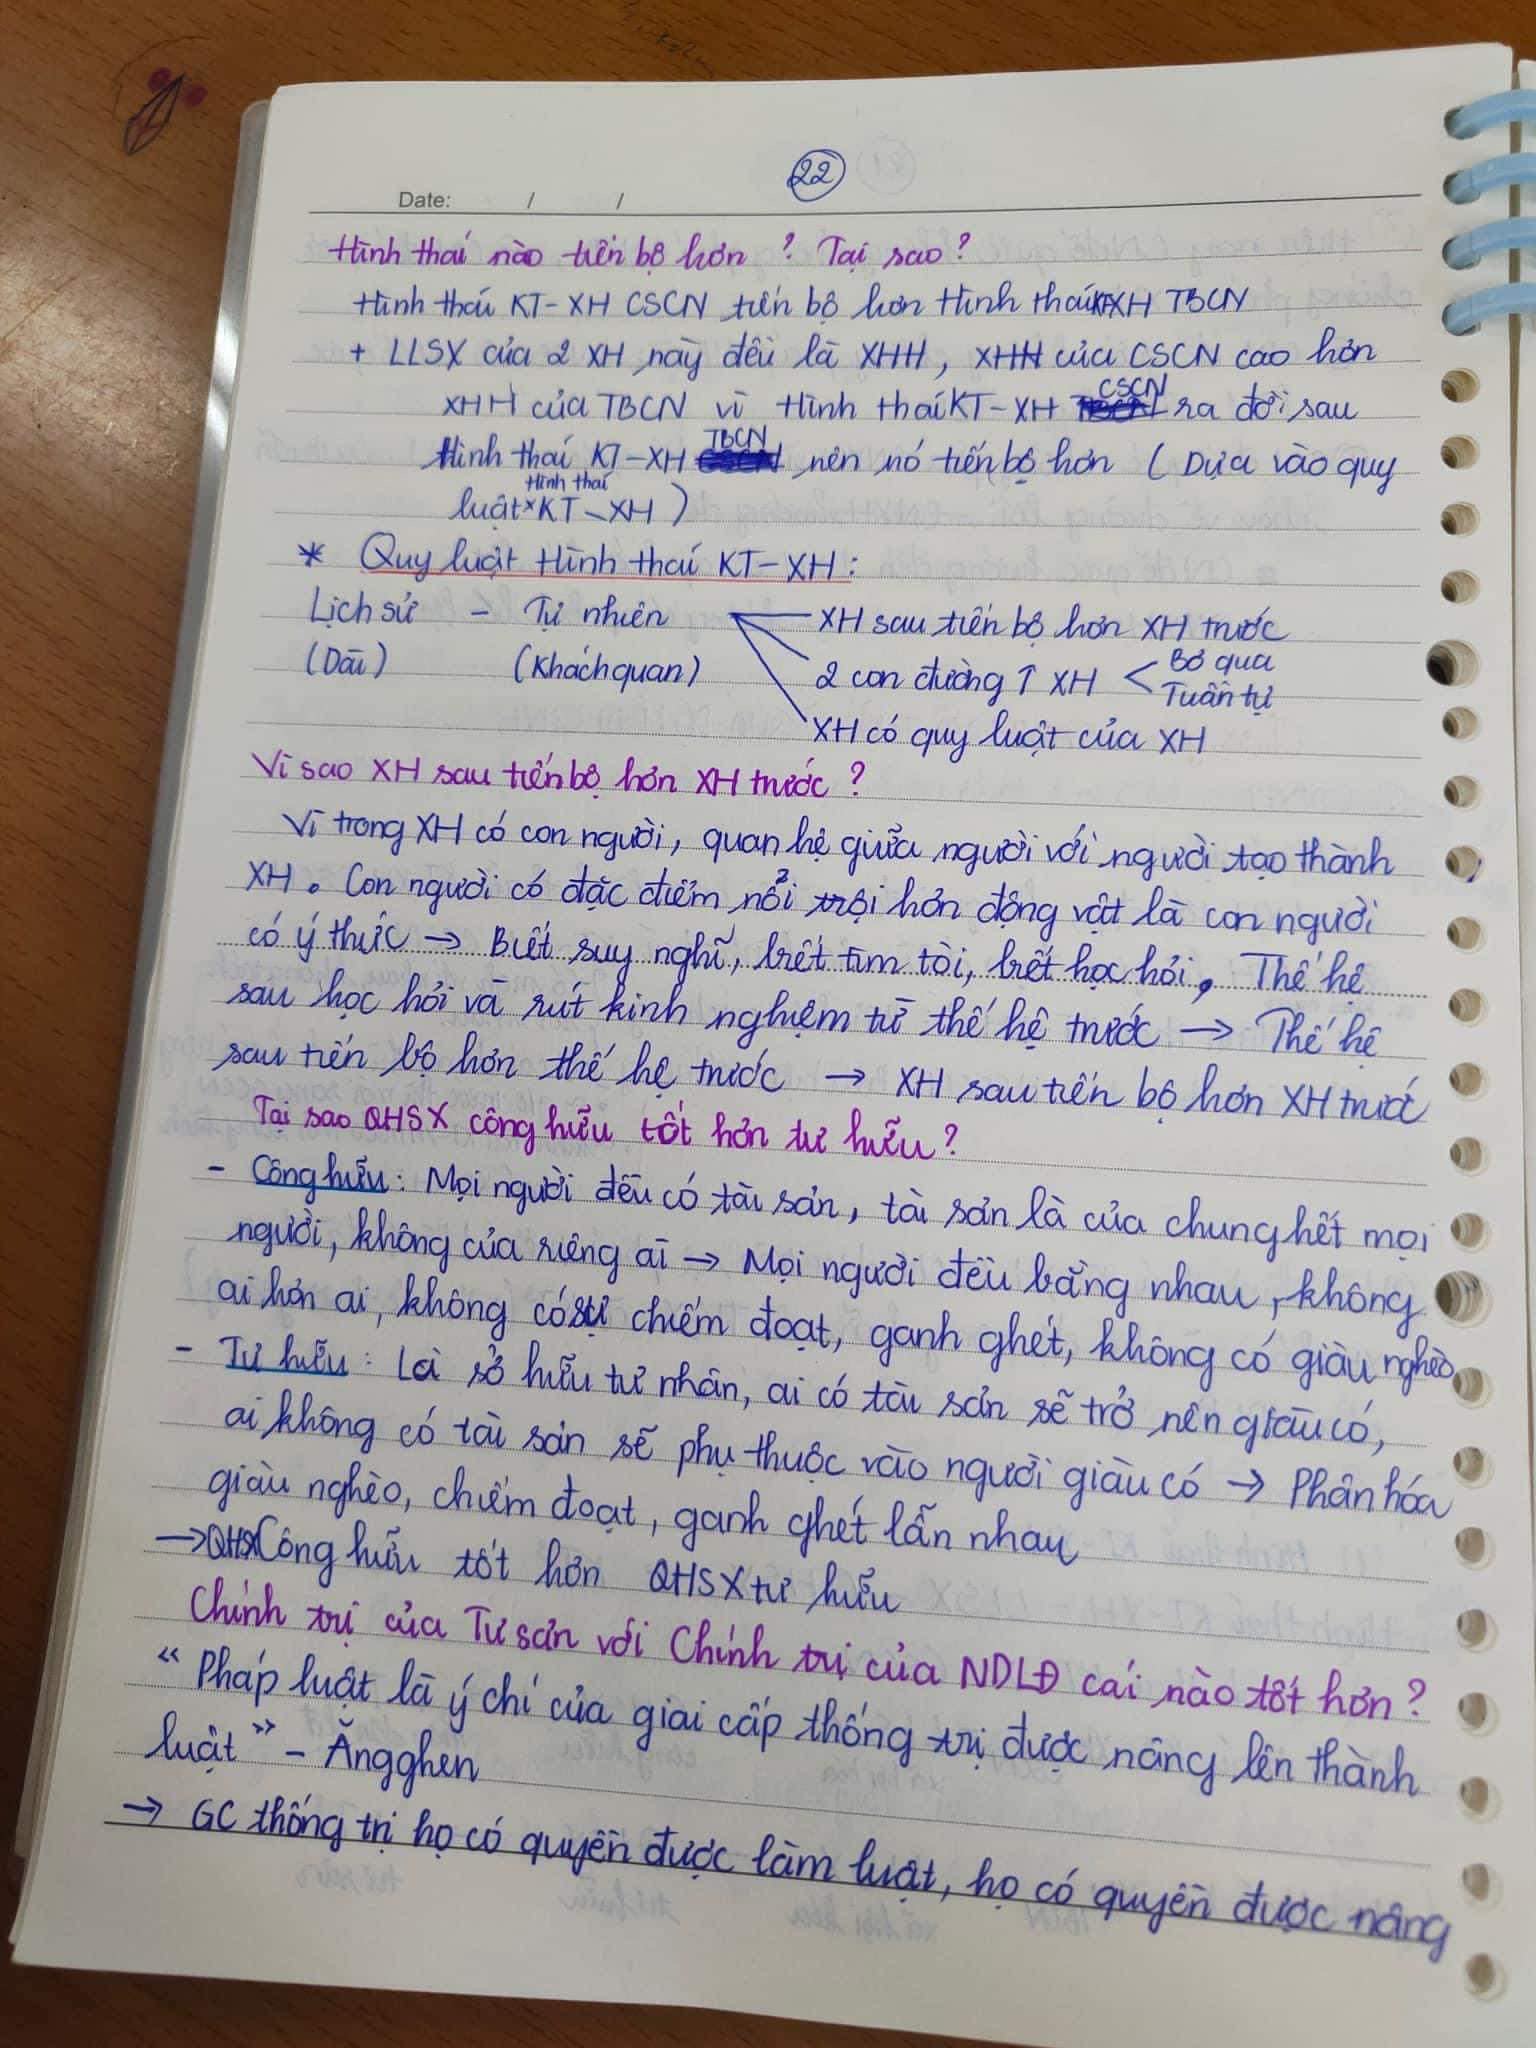 22
Date: / /
Hình thái nào tiến bộ hơn ? Tại sao ?
Hình thái KT-XH CSCN tiến bộ hơn Hình thái KTXH TBCN
+ LLSX của 2 XH này đều là XHH, XHH của CSCN cao hơn
XHH của TBCN vì Hình thái KT-XH CSCN ra đời sau
Hình thái KT-XH TBCN nên nó tiến bộ hơn ( Dựa vào quy
luật Hình thái KT-XH )
* Quy luật Hình thái KT-XH :
Lịch sử - Tự nhiên XH sau tiến bộ hơn XH trước
(Dài) (Khách quan) 2 con đường ↑ XH < Bỏ qua
Tuần tự
XH có quy luật của XH
Vì sao XH sau tiến bộ hơn XH trước ?
Vì trong XH có con người, quan hệ giữa người với người tạo thành
XH. Con người có đặc điểm nổi trội hơn động vật là con người
có ý thức → Biết suy nghĩ, biết tìm tòi, biết học hỏi, Thế hệ
sau học hỏi và rút kinh nghiệm từ thế hệ trước → Thế hệ
sau tiến bộ hơn thế hệ trước → XH sau tiến bộ hơn XH trước
Tại sao QHSX công hữu tốt hơn tư hữu ?
- Công hữu : Mọi người đều có tài sản, tài sản là của chung hết mọi
người, không của riêng ai → Mọi người đều bằng nhau, không
ai hơn ai, không có sự chiếm đoạt, ganh ghét, không có giàu nghèo
- Tư hữu : Là sở hữu tư nhân, ai có tài sản sẽ trở nên giàu có,
ai không có tài sản sẽ phụ thuộc vào người giàu có → Phân hóa
giàu nghèo, chiếm đoạt, ganh ghét lẫn nhau
→ QHSX Công hữu tốt hơn QHSX tư hữu
Chính trị của Tư sản với Chính trị của NDLĐ cái nào tốt hơn ?
“ Pháp luật là ý chí của giai cấp thống trị được nâng lên thành
luật ” - Ăngghen
→ GC thống trị họ có quyền được làm luật, họ có quyền được nâng